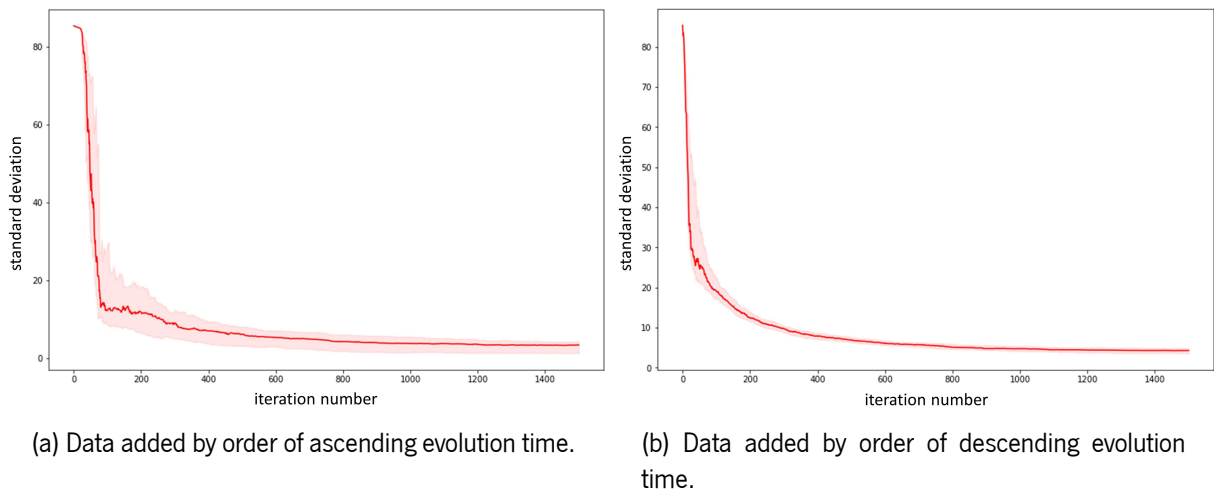 80
60
40
20
0
standard deviation
0 200 400 600 800 1000 1200 1400
iteration number
(a) Data added by order of ascending evolution time.
80
70
60
50
40
30
20
10
0
standard deviation
0 200 400 600 800 1000 1200 1400
iteration number
(b) Data added by order of descending evolution
time.